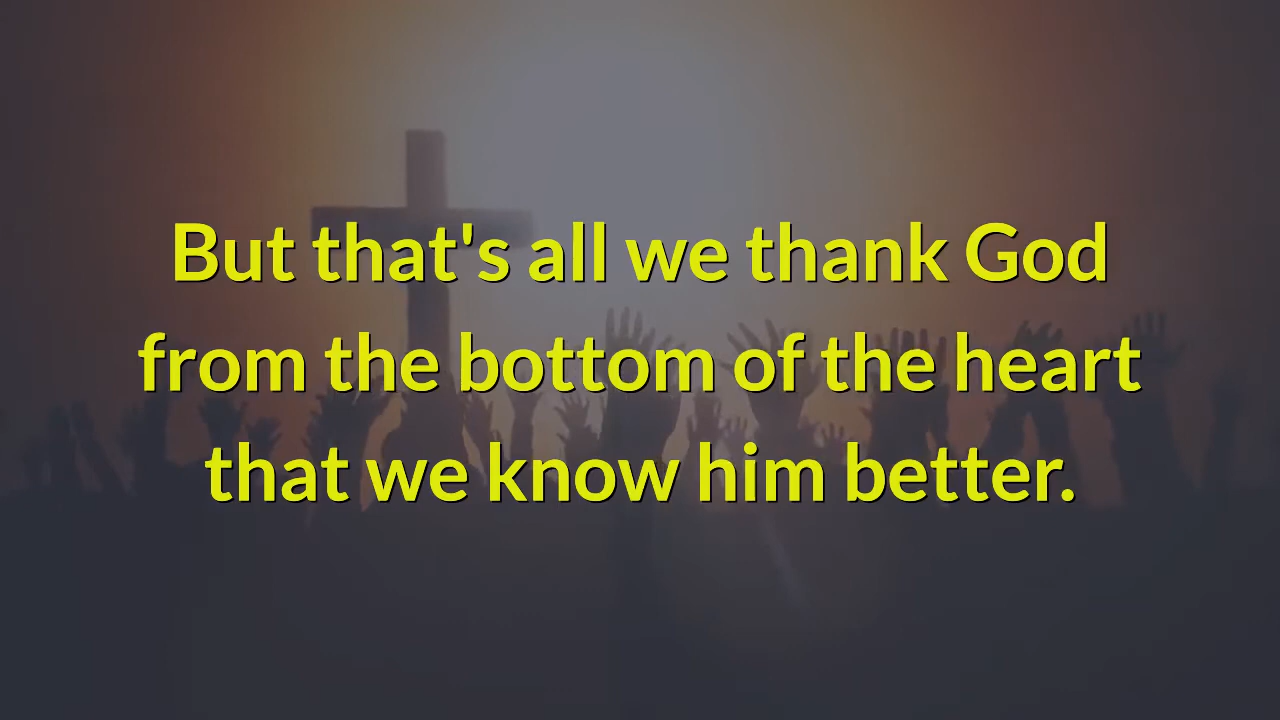 But that's all we thank God
from the bottom of the heart
that we know him better.